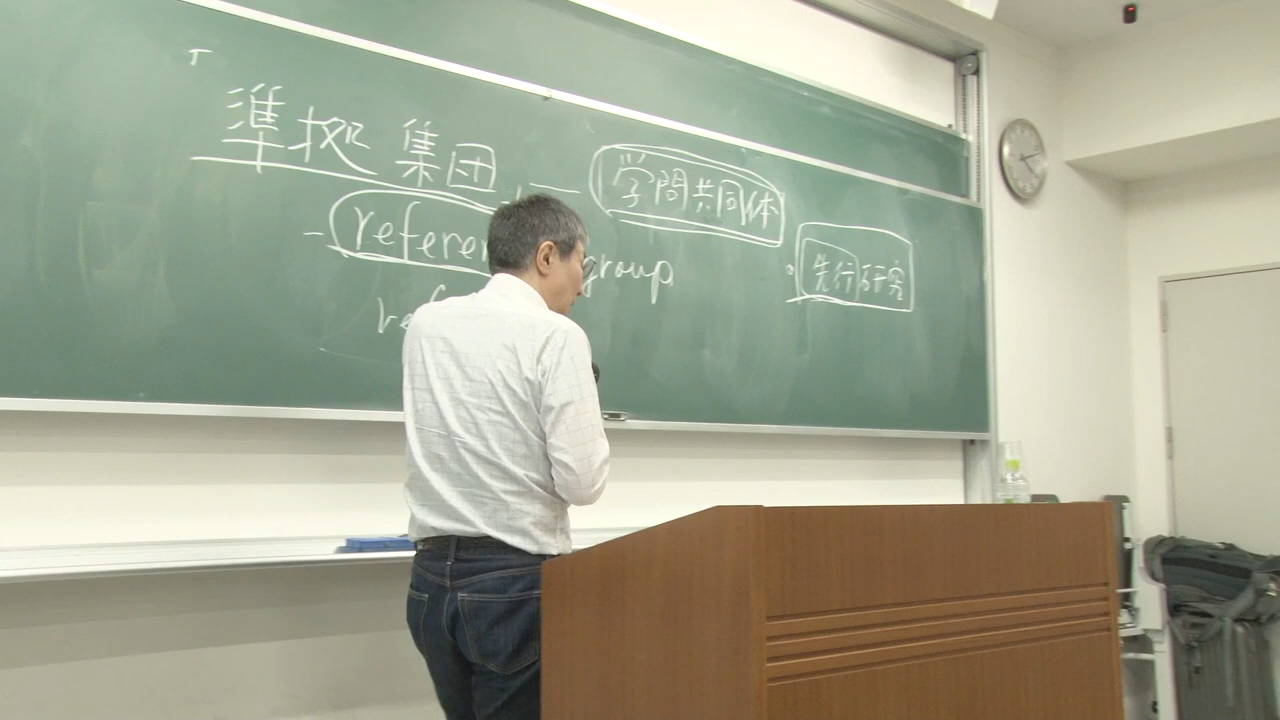 準拠集団 ― 学問共同体
- refere group
・先行研究